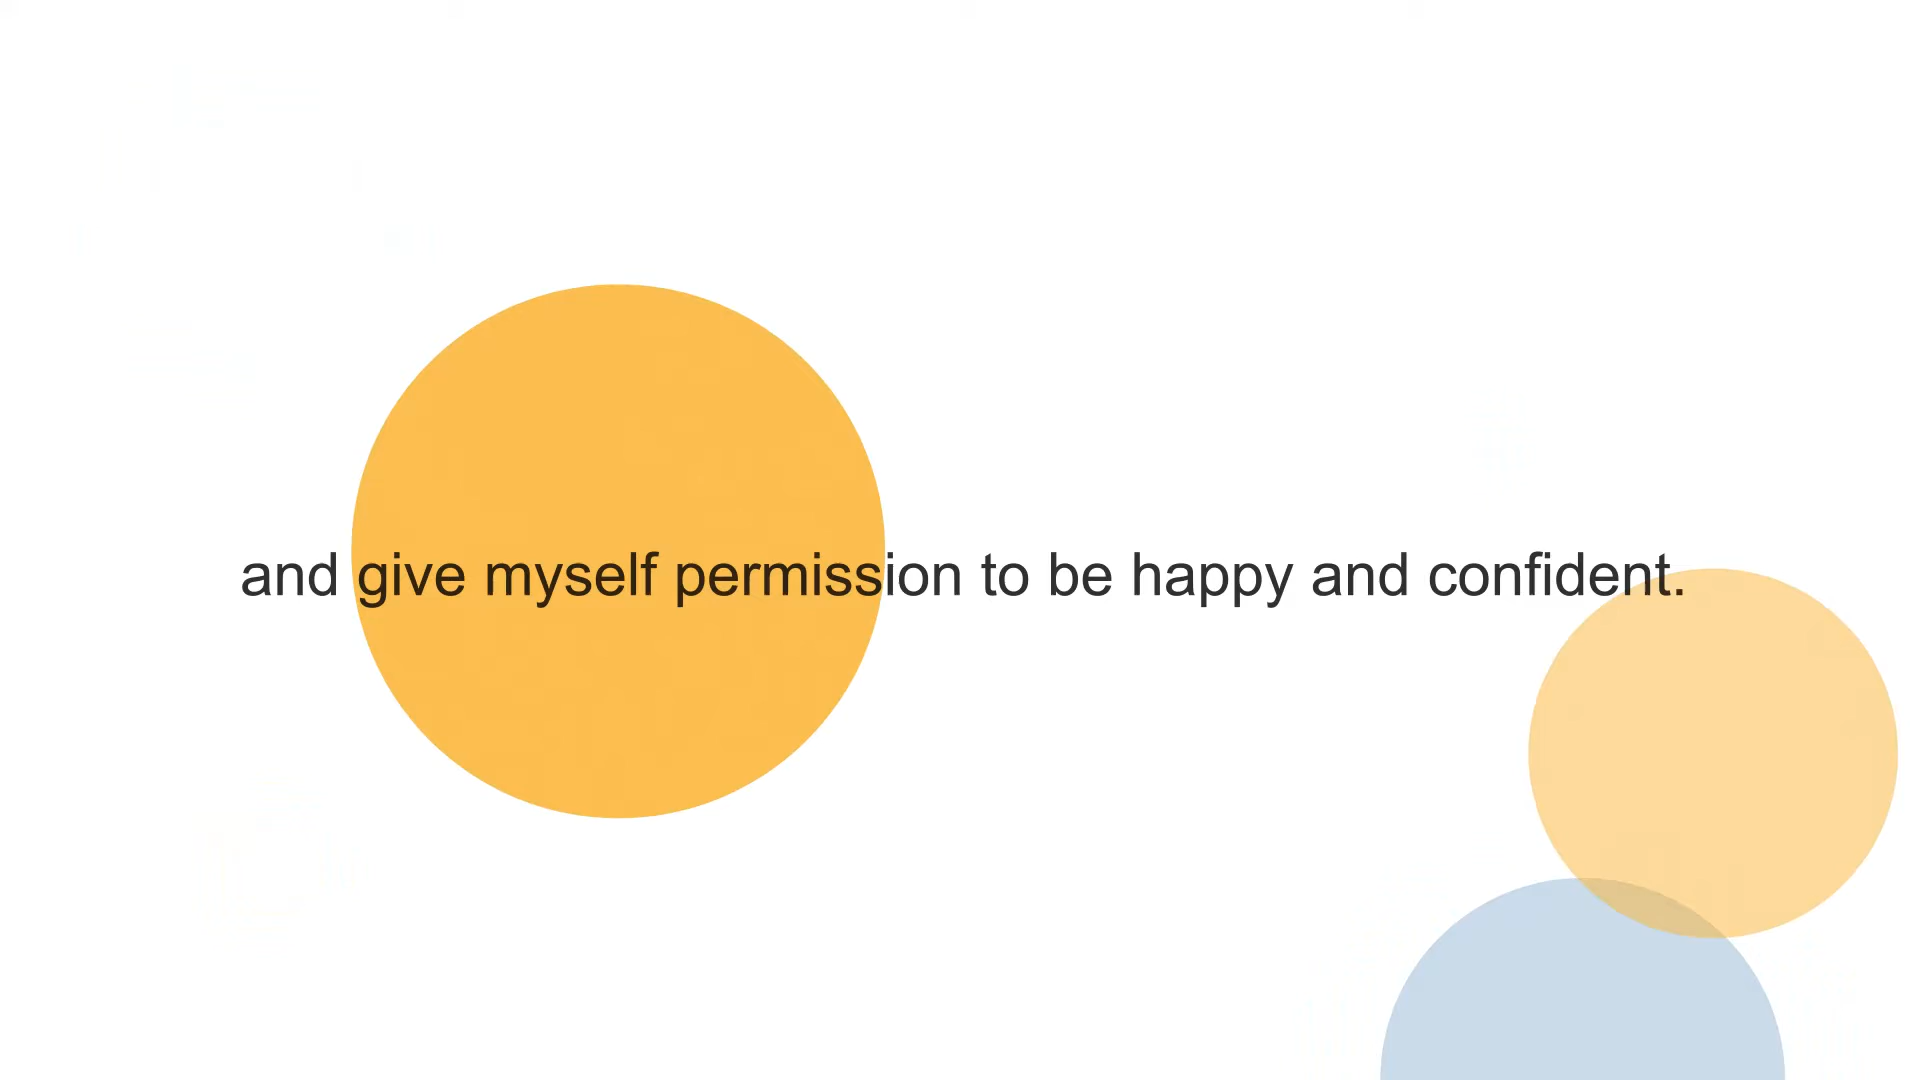 and give myself permission to be happy and confident.